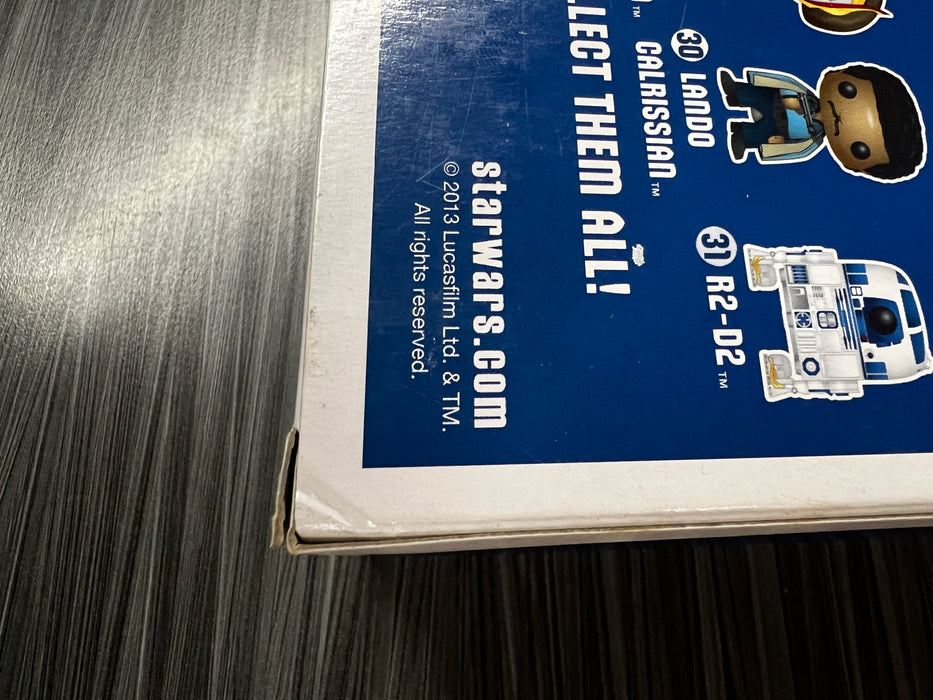 30 LANDO
CALRISSIAN™
31 R2-D2™
LLECT THEM ALL!
starwars.com
© 2013 Lucasfilm Ltd. & TM.
All rights reserved.